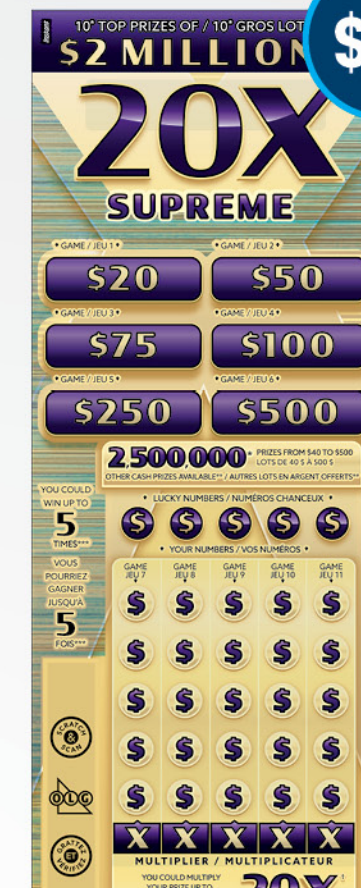 10* TOP PRIZES OF / 10* GROS LOT
$2 MILLION
$
20X
SUPREME
• GAME / JEU 1 • • GAME / JEU 2 •
$20 $50
• GAME / JEU 3 • • GAME / JEU 4 •
$75 $100
• GAME / JEU 5 • • GAME / JEU 6 •
$250 $500
2,500,000* PRIZES FROM $40 TO $500
LOTS DE 40 $ À 500 $
OTHER CASH PRIZES AVAILABLE** / AUTRES LOTS EN ARGENT OFFERTS**
YOU COULD
WIN UP TO
5
TIMES***
VOUS
POURRIEZ
GAGNER
JUSQU'À
5
FOIS***
• LUCKY NUMBERS / NUMÉROS CHANCEUX •
$ $ $ $ $
• YOUR NUMBERS / VOS NUMÉROS •
GAME GAME GAME GAME GAME
JEU 7 JEU 8 JEU 9 JEU 10 JEU 11
$ $ $ $ $
$ $ $ $ $
$ $ $ $ $
$ $ $ $ $
$ $ $ $ $
X X X X X
MULTIPLIER / MULTIPLICATEUR
YOU COULD MULTIPLY
YOUR PRIZE UP TO
20X
SCRATCH
&
SCAN
OLG
GRATTEZ
ET
VÉRIFIEZ